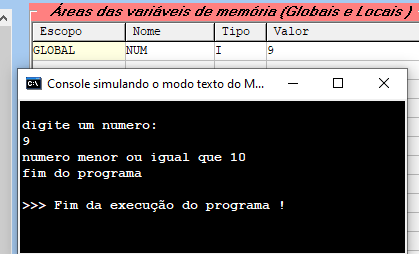 Áreas das variáveis de memória (Globais e Locais )
Escopo Nome Tipo Valor
GLOBAL NUM I 9
C:\ Console simulando o modo texto do M...
digite um numero:
9
numero menor ou igual que 10
fim do programa
>>> Fim da execução do programa !